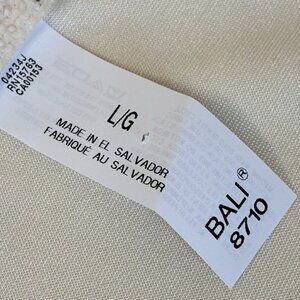 04234J
RN15763
CA00153
L/G
MADE IN EL SALVADOR
FABRIQUÉ AU SALVADOR
BALI®
8710